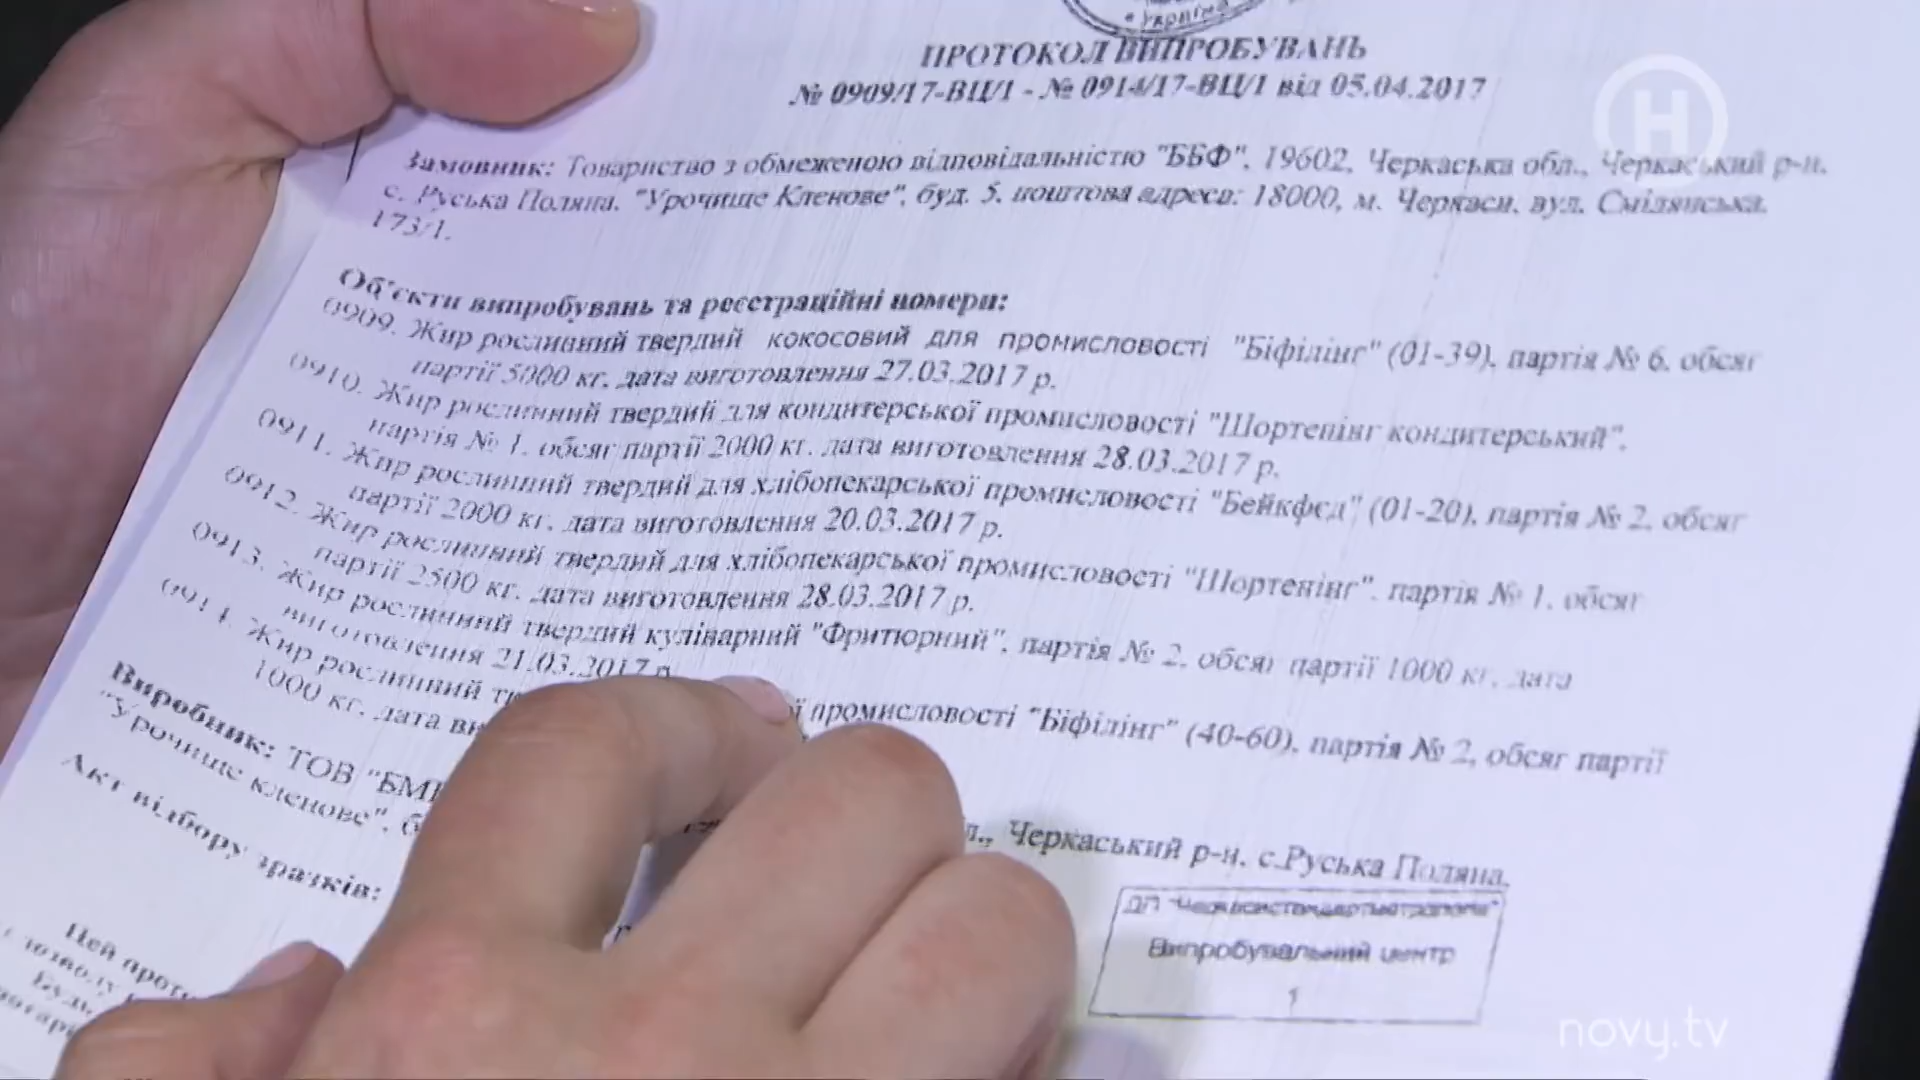 Україна
ПРОТОКОЛ ВИПРОБУВАНЬ
№ 0909/17-ВЦ/1 - № 0914/17-ВЦ/1 від 05.04.2017
Замовник: Товариство з обмеженою відповідальністю "ББФ", 19602, Черкаська обл., Черкаський р-н,
с. Руська Поляна, "Урочище Кленове", буд. 5, поштова адреса: 18000, м. Черкаси, вул. Смілянська,
173/1.
Об'єкти випробувань та реєстраційні номери:
0909. Жир рослинний твердий кокосовий для промисловості "Біфілінг" (01-39), партія № 6, обсяг
партії 5000 кг, дата виготовлення 27.03.2017 р.
0910. Жир рослинний твердий для кондитерської промисловості "Шортенінг кондитерський",
партія № 1, обсяг партії 2000 кг, дата виготовлення 28.03.2017 р.
0911. Жир рослинний твердий для хлібопекарської промисловості "Бейкфєд" (01-20), партія № 2, обсяг
партії 2000 кг, дата виготовлення 20.03.2017 р.
0912. Жир рослинний твердий для хлібопекарської промисловості "Шортенінг", партія № 1, обсяг
партії 2500 кг, дата виготовлення 28.03.2017 р.
0913. Жир рослинний твердий кулінарний "Фритюрний", партія № 2, обсяг партії 1000 кг, дата
виготовлення 21.03.2017 р.
0914. Жир рослинний промисловості "Біфілінг" (40-60), партія № 2, обсяг партії
1000 кг, дата
Виробник: ТОВ
"Урочище кленове", Черкаський р-н, с.Руська Поляна,
Акт відбору зразків:
Цей
ДП "Черкасистандартметрологія"
Випробувальний центр
1
Н
novy.tv